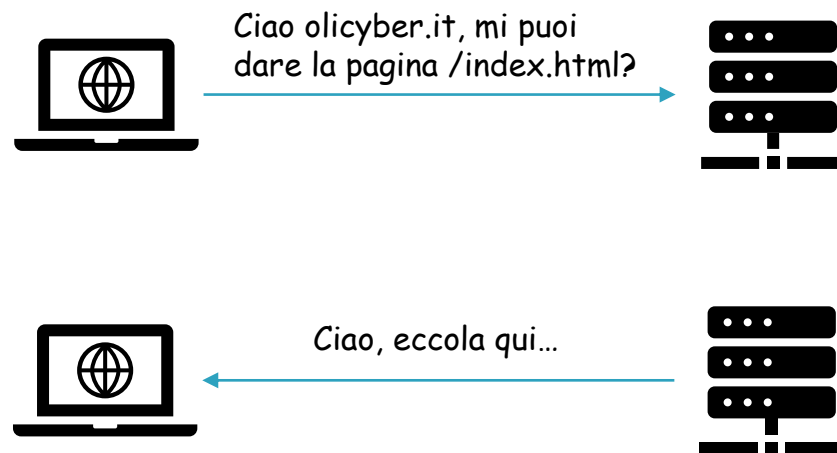 Ciao olicyber.it, mi puoi
dare la pagina /index.html?
Ciao, eccola qui…